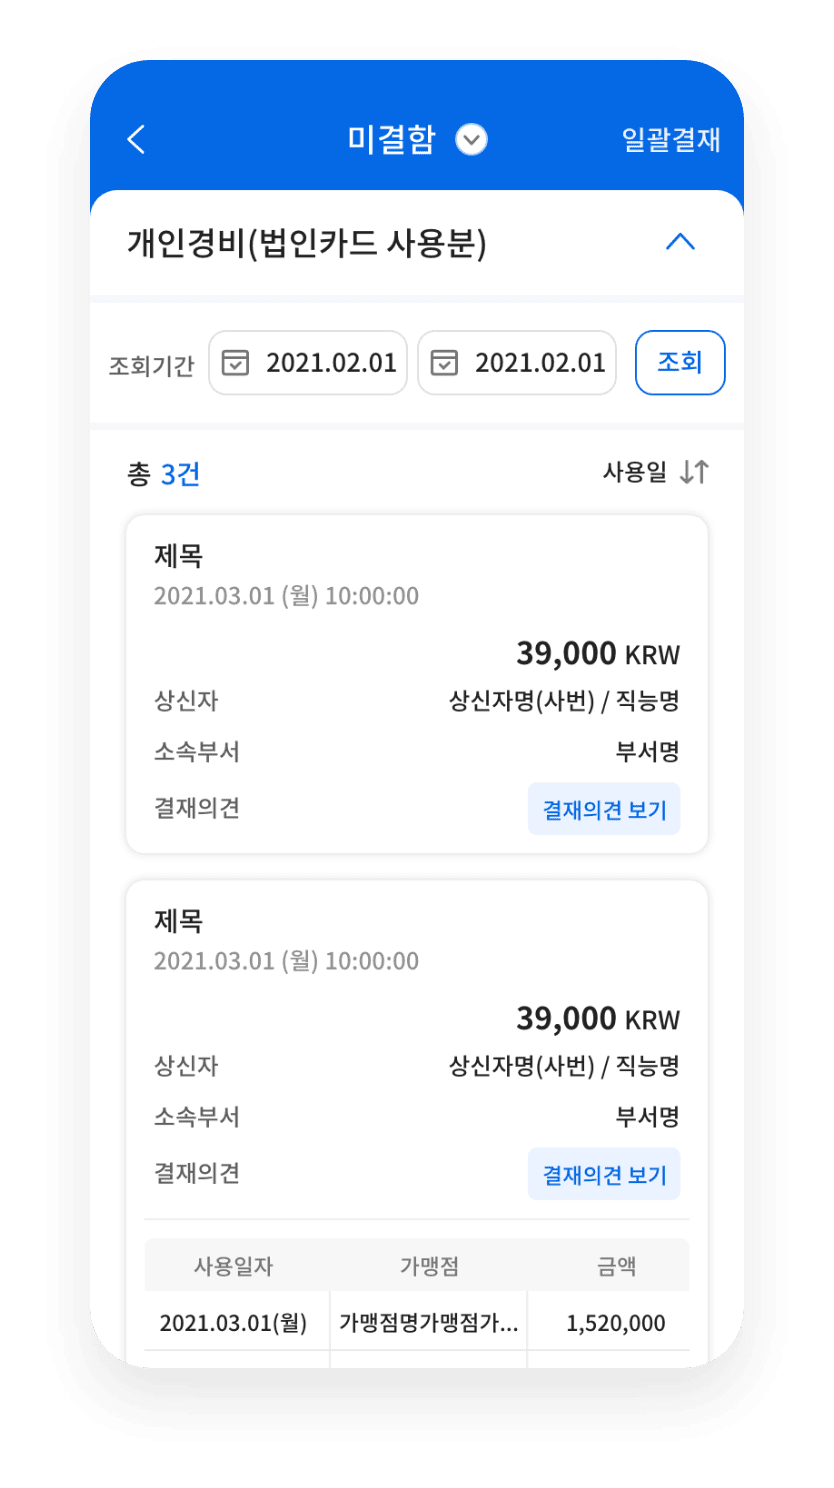 미결함 일괄결재
개인경비(법인카드 사용분)
조회기간 2021.02.01 2021.02.01 조회
총 3건 사용일
제목
2021.03.01 (월) 10:00:00
39,000 KRW
상신자 상신자명(사번) / 직능명
소속부서 부서명
결재의견 결재의견 보기
제목
2021.03.01 (월) 10:00:00
39,000 KRW
상신자 상신자명(사번) / 직능명
소속부서 부서명
결재의견 결재의견 보기
사용일자 가맹점 금액
2021.03.01(월) 가맹점명가맹점가... 1,520,000